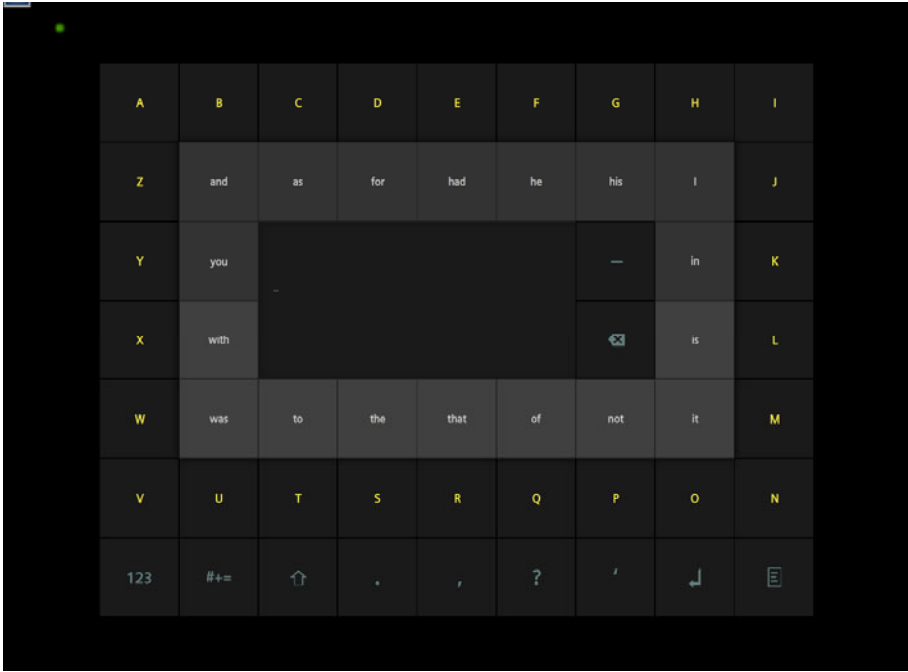 A B C D E F G H I
Z and as for had he his I J
Y you — in K
_
X with is L
W was to the that of not it M
V U T S R Q P O N
123 #+= . , ? '